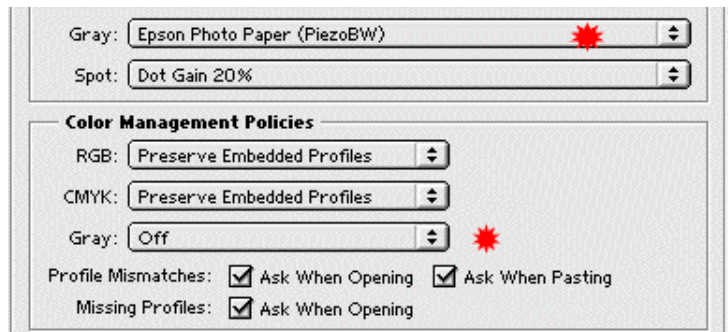 Gray: Epson Photo Paper (PiezoBW)
Spot: Dot Gain 20%
Color Management Policies
RGB: Preserve Embedded Profiles
CMYK: Preserve Embedded Profiles
Gray: Off
Profile Mismatches: Ask When Opening Ask When Pasting
Missing Profiles: Ask When Opening